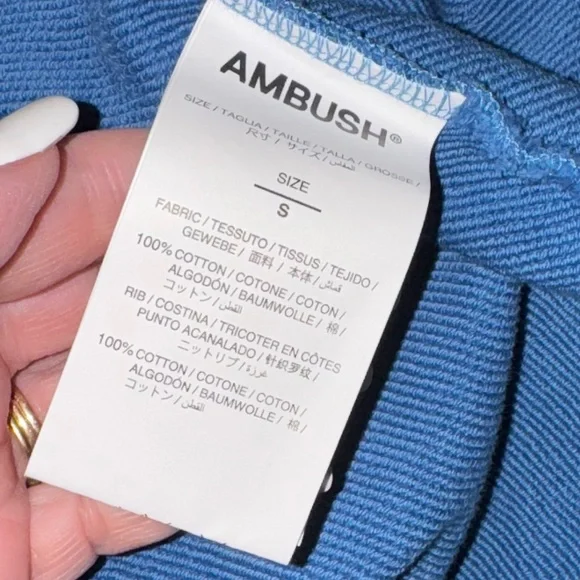 AMBUSH®
SIZE / TAGLIA / TAILLE / TALLA / GROSSE /
尺寸 / サイズ / المقاس
SIZE
S
FABRIC / TESSUTO / TISSUS / TEJIDO /
GEWEBE / 面料 / 本体 / قماش
100% COTTON / COTONE / COTON /
ALGODÓN / BAUMWOLLE / 棉 /
コットン / القطن
RIB / COSTINA / TRICOTER EN CÔTES
PUNTO ACANALADO / 针织罗纹 /
ニットリブ / غرزة
100% COTTON / COTONE / COTON /
ALGODÓN / BAUMWOLLE / 棉 /
コットン / القطن